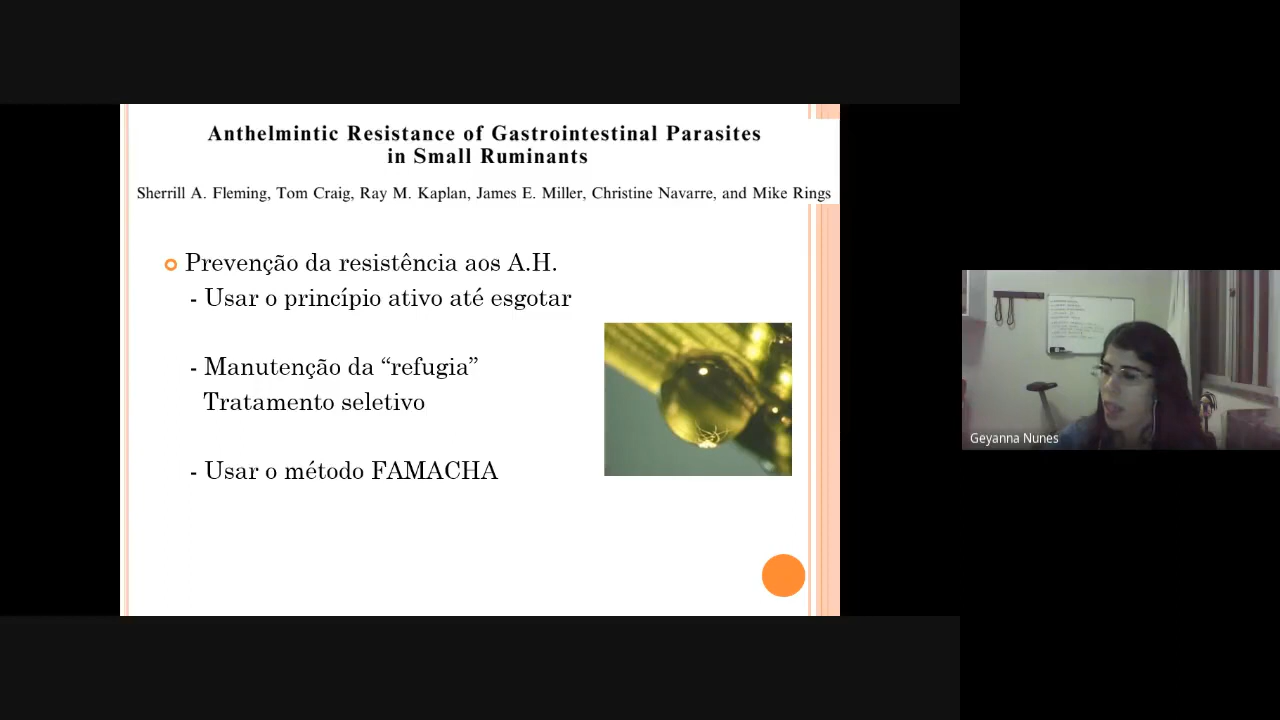 Anthelmintic Resistance of Gastrointestinal Parasites
in Small Ruminants
Sherrill A. Fleming, Tom Craig, Ray M. Kaplan, James E. Miller, Christine Navarre, and Mike Rings
Prevenção da resistência aos A.H.
- Usar o princípio ativo até esgotar
- Manutenção da “refugia”
Tratamento seletivo
- Usar o método FAMACHA
Geyanna Nunes